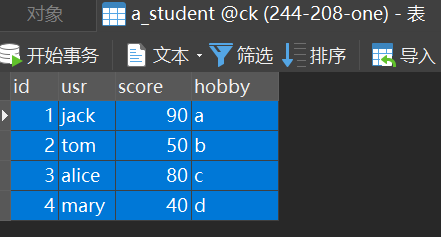 对象 a_student @ck (244-208-one) - 表
开始事务 文本 筛选 排序 导入
id usr score hobby
1 jack 90 a
2 tom 50 b
3 alice 80 c
4 mary 40 d